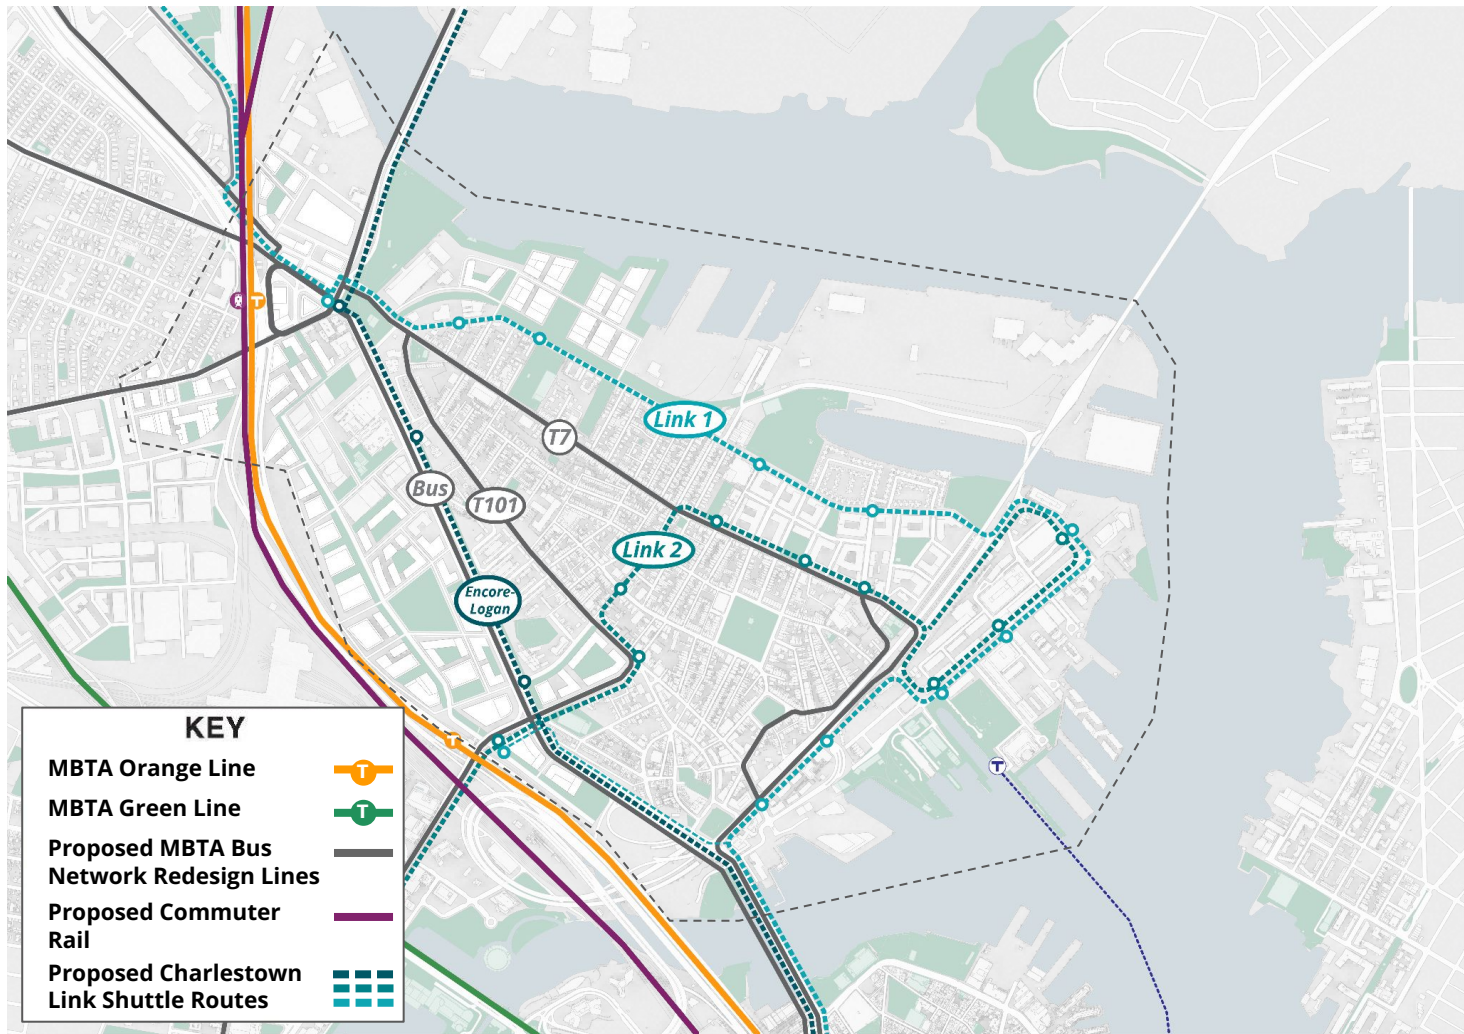 Link 1
T7
Bus
T101
Link 2
Encore-
Logan
T
T
T
KEY
MBTA Orange Line
T
MBTA Green Line
T
Proposed MBTA Bus
Network Redesign Lines
Proposed Commuter
Rail
Proposed Charlestown
Link Shuttle Routes